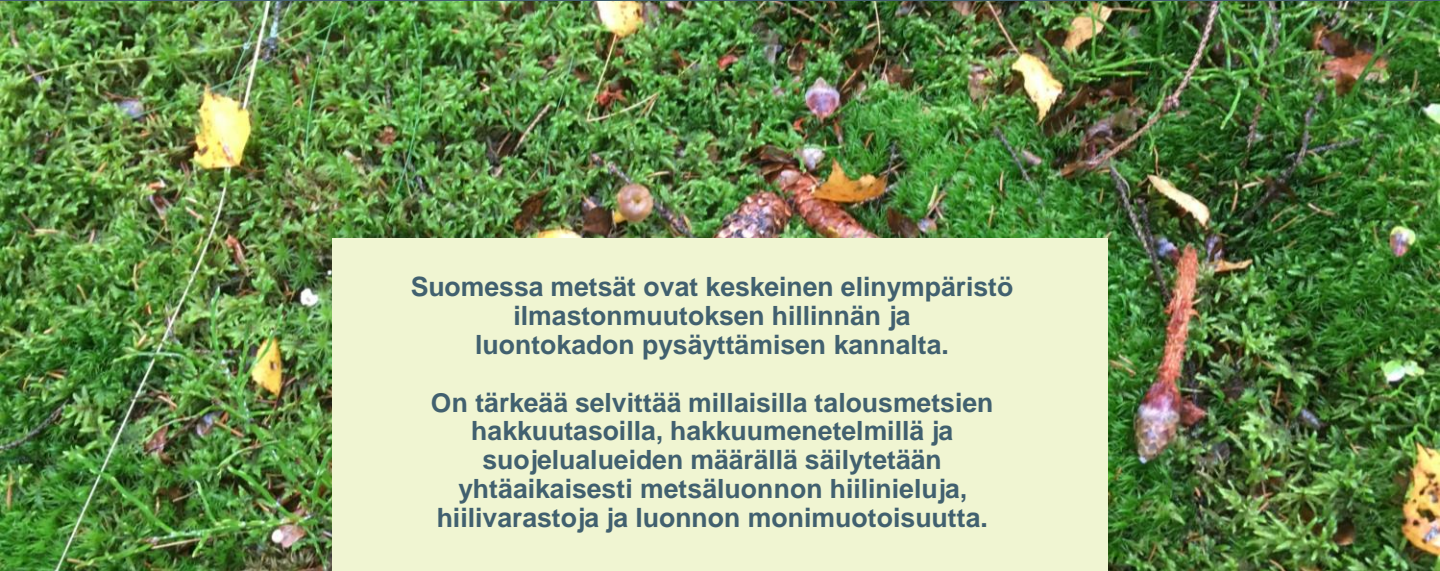 Suomessa metsät ovat keskeinen elinympäristö
ilmastonmuutoksen hillinnän ja
luontokadon pysäyttämisen kannalta.
On tärkeää selvittää millaisilla talousmetsien
hakkuutasoilla, hakkuumenetelmillä ja
suojelualueiden määrällä säilytetään
yhtäaikaisesti metsäluonnon hiilinieluja,
hiilivarastoja ja luonnon monimuotoisuutta.